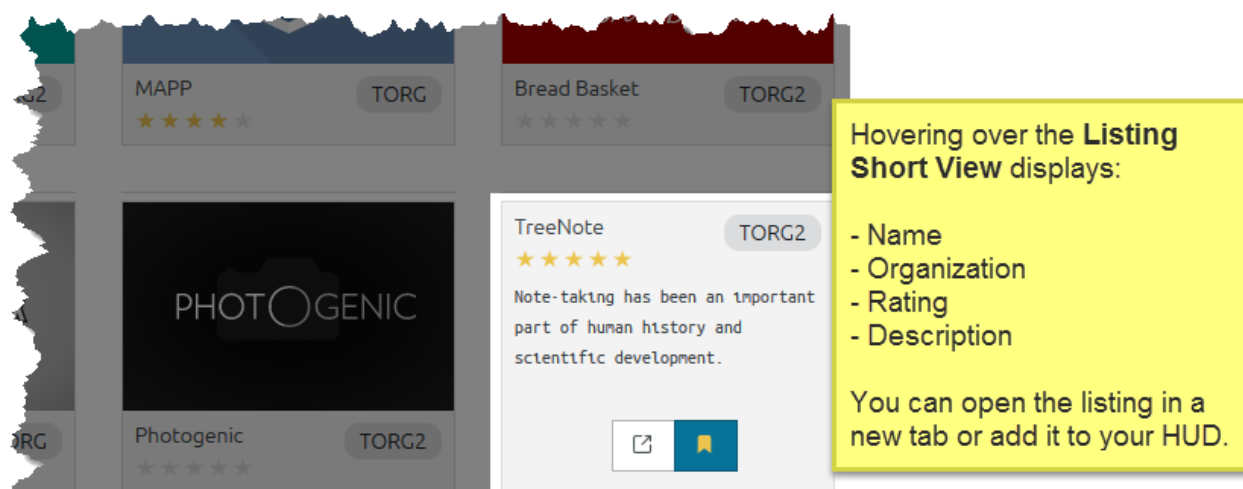 MAPP
TORG
Bread Basket
TORG2
Hovering over the Listing
Short View displays:
- Name
- Organization
- Rating
- Description
You can open the listing in a
new tab or add it to your HUD.
TreeNote
TORG2
Note-taking has been an important
part of human history and
scientific development.
PHOTOGENIC
Photogenic
TORG2